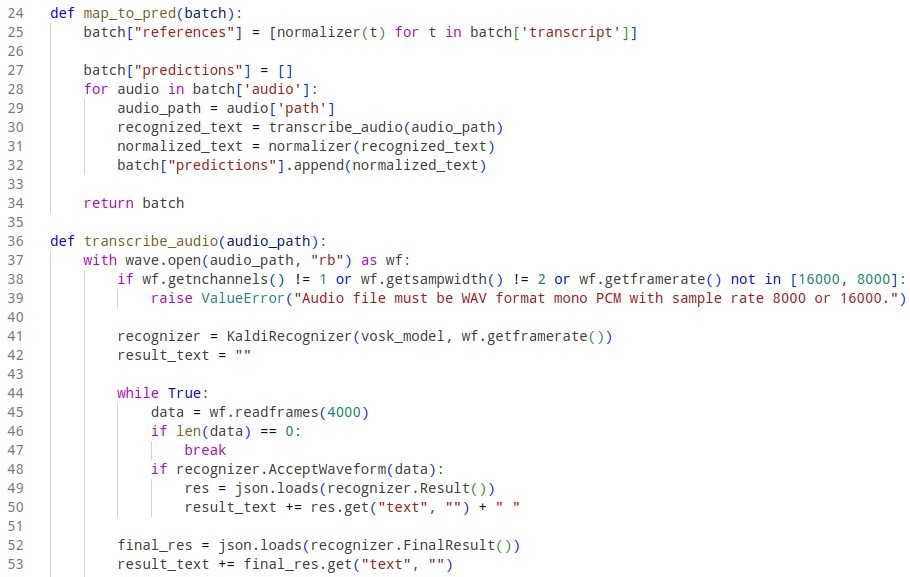 24 def map_to_pred(batch):
25     batch["references"] = [normalizer(t) for t in batch['transcript']]
26
27     batch["predictions"] = []
28     for audio in batch['audio']:
29         audio_path = audio['path']
30         recognized_text = transcribe_audio(audio_path)
31         normalized_text = normalizer(recognized_text)
32         batch["predictions"].append(normalized_text)
33
34     return batch
35
36 def transcribe_audio(audio_path):
37     with wave.open(audio_path, "rb") as wf:
38         if wf.getnchannels() != 1 or wf.getsampwidth() != 2 or wf.getframerate() not in [16000, 8000]:
39             raise ValueError("Audio file must be WAV format mono PCM with sample rate 8000 or 16000.")
40
41         recognizer = KaldiRecognizer(vosk_model, wf.getframerate())
42         result_text = ""
43
44         while True:
45             data = wf.readframes(4000)
46             if len(data) == 0:
47                 break
48             if recognizer.AcceptWaveform(data):
49                 res = json.loads(recognizer.Result())
50                 result_text += res.get("text", "") + " "
51
52         final_res = json.loads(recognizer.FinalResult())
53         result_text += final_res.get("text", "")